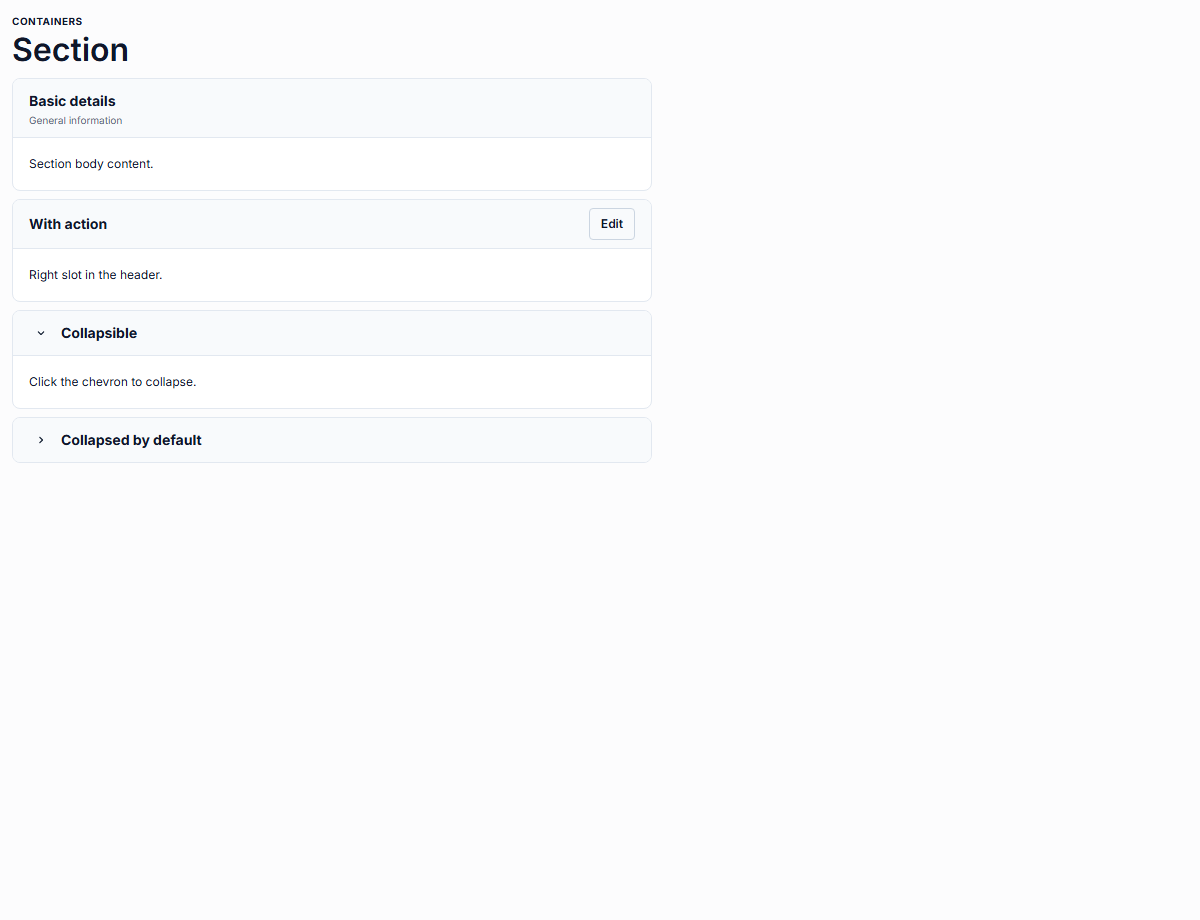 CONTAINERS
Section
Basic details
General information
Section body content.
With action
Edit
Right slot in the header.
Collapsible
Click the chevron to collapse.
Collapsed by default